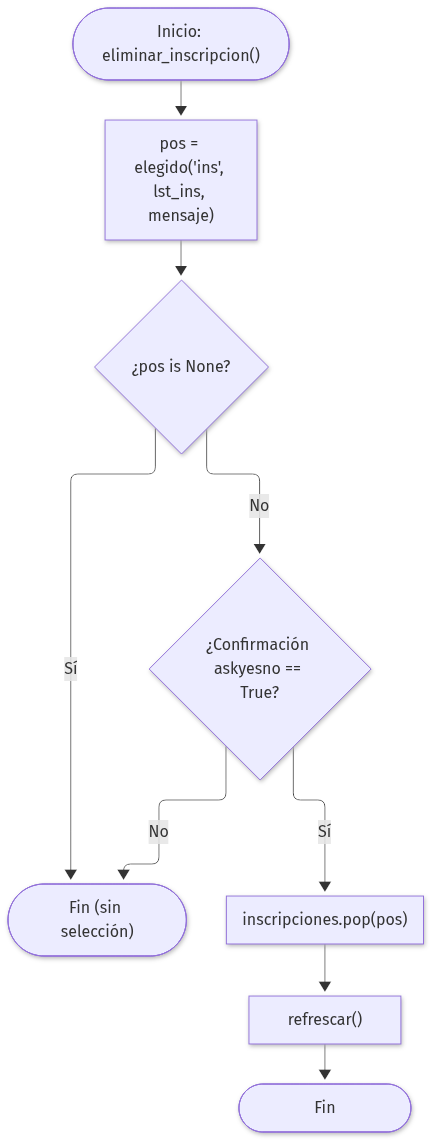 Inicio:
eliminar_inscripcion()
pos =
elegido('ins',
lst_ins,
mensaje)
¿pos is None?
No
¿Confirmación
askyesno ==
True?
Sí
No
Sí
Fin (sin
selección)
inscripciones.pop(pos)
refrescar()
Fin